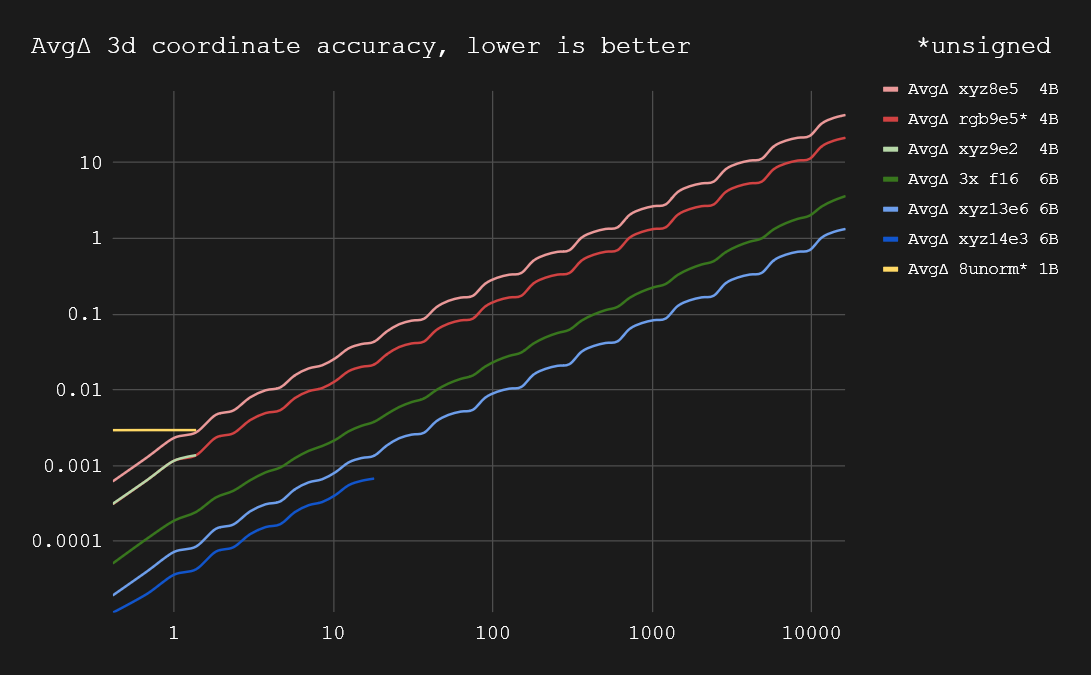 AvgΔ 3d coordinate accuracy, lower is better
*unsigned
AvgΔ xyz8e5 4B
AvgΔ rgb9e5* 4B
AvgΔ xyz9e2 4B
AvgΔ 3x f16 6B
AvgΔ xyz13e6 6B
AvgΔ xyz14e3 6B
AvgΔ 8unorm* 1B
10
1
0.1
0.01
0.001
0.0001
1 10 100 1000 10000